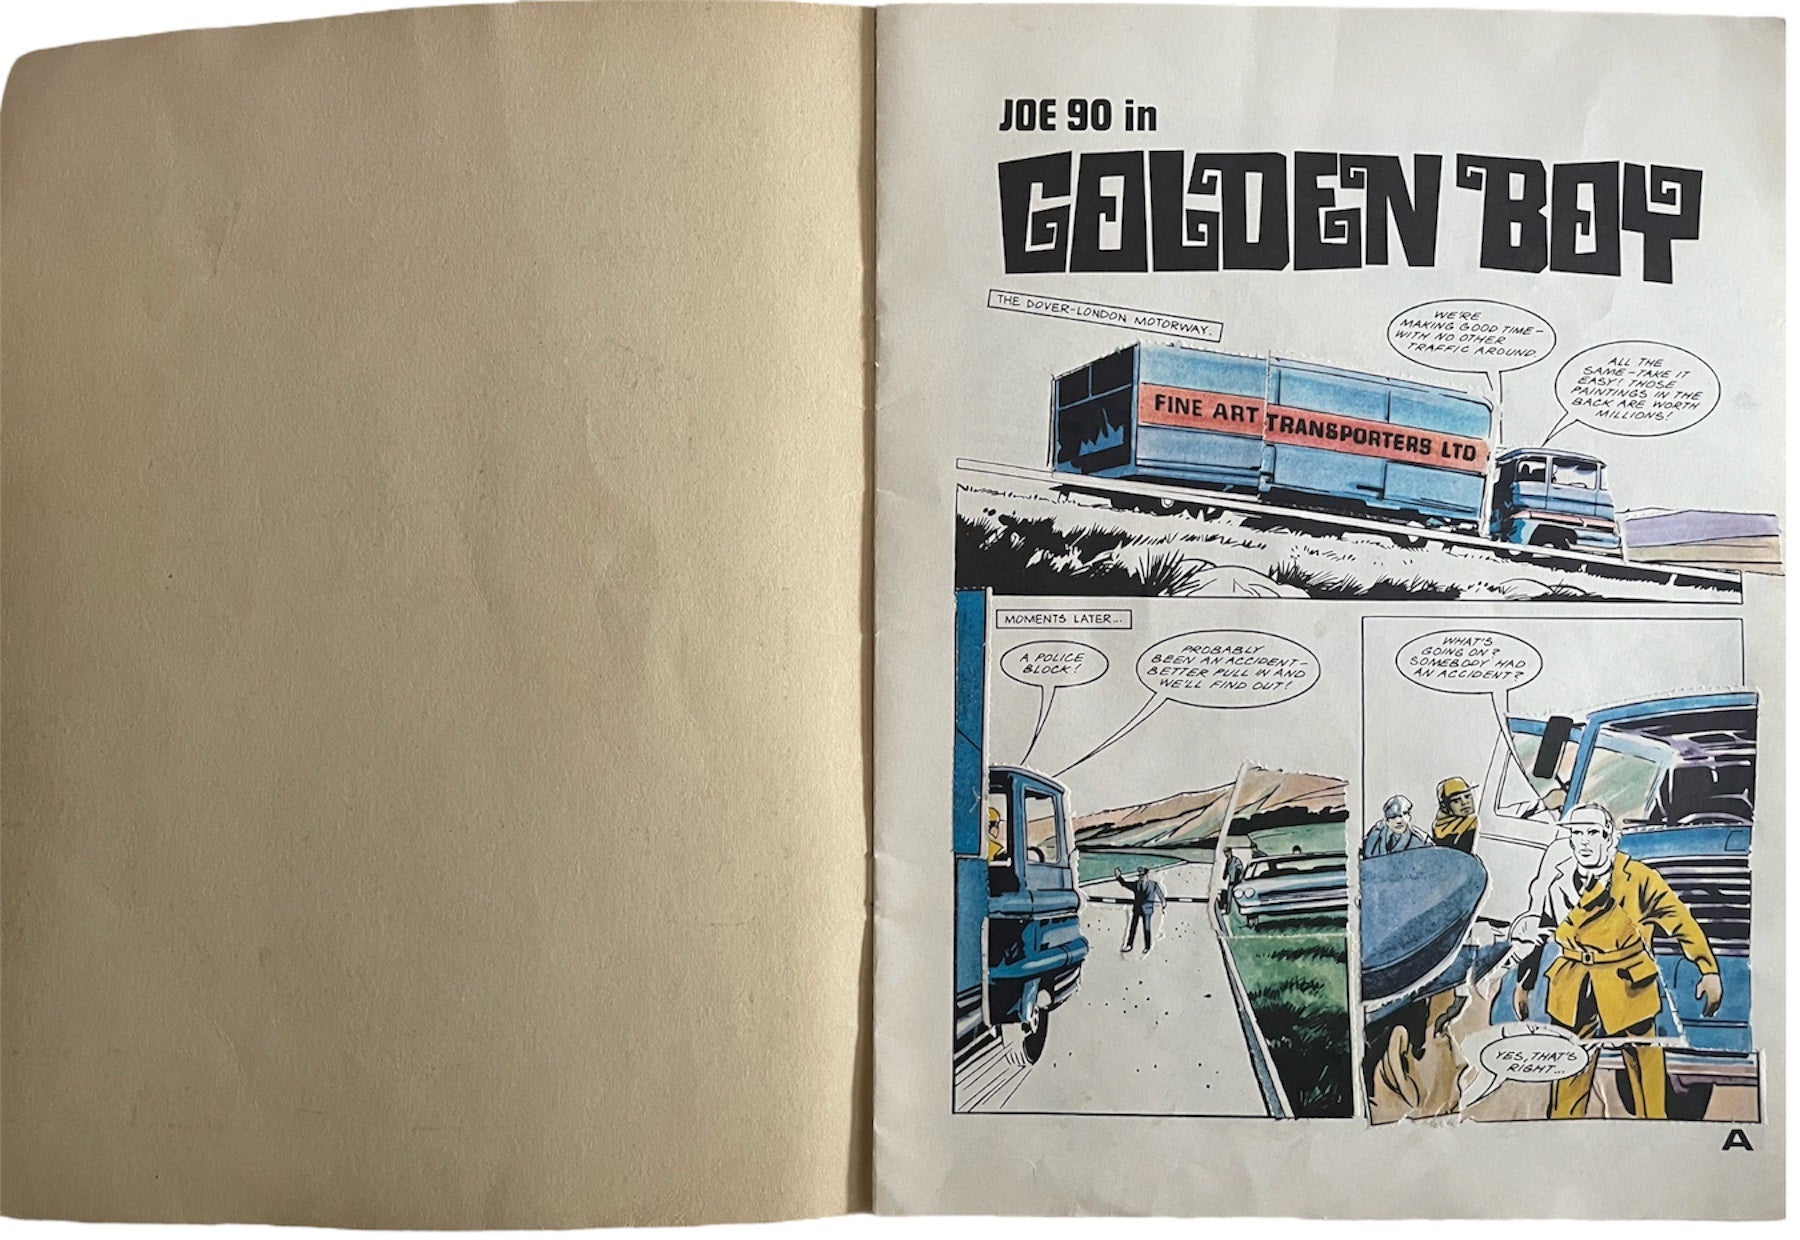 JOE 90 in
GOLDEN BOY
THE DOVER-LONDON MOTORWAY.
WE'RE
MAKING GOOD TIME—
WITH NO OTHER
TRAFFIC AROUND.
ALL THE
SAME—TAKE IT
EASY! THOSE
PAINTINGS IN THE
BACK ARE WORTH
MILLIONS!
FINE ART TRANSPORTERS LTD
MOMENTS LATER...
A POLICE
BLOCK!
PROBABLY
BEEN AN ACCIDENT—
BETTER PULL IN AND
WE'LL FIND OUT!
WHAT'S
GOING ON?
SOMEBODY HAD
AN ACCIDENT?
YES, THAT'S
RIGHT...
A